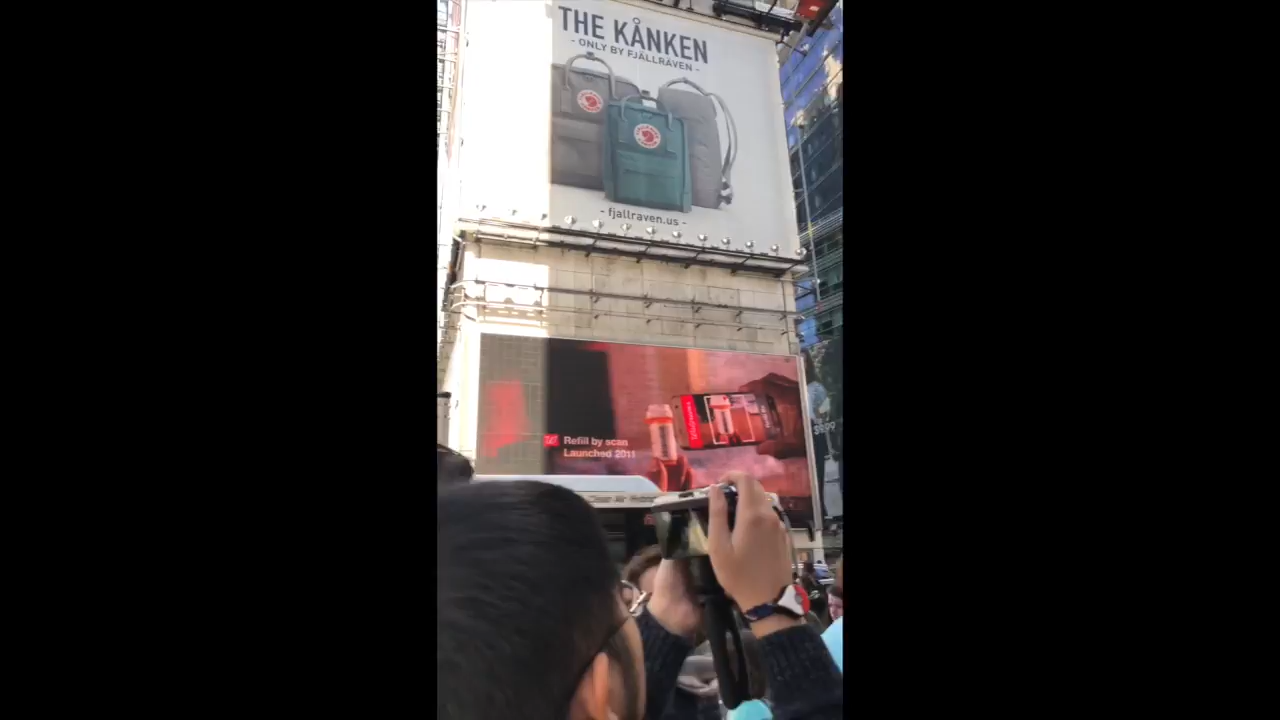 THE KÅNKEN
- ONLY BY FJÄLLRÄVEN -
- fjallraven.us -
Refill by scan
Launched 2011